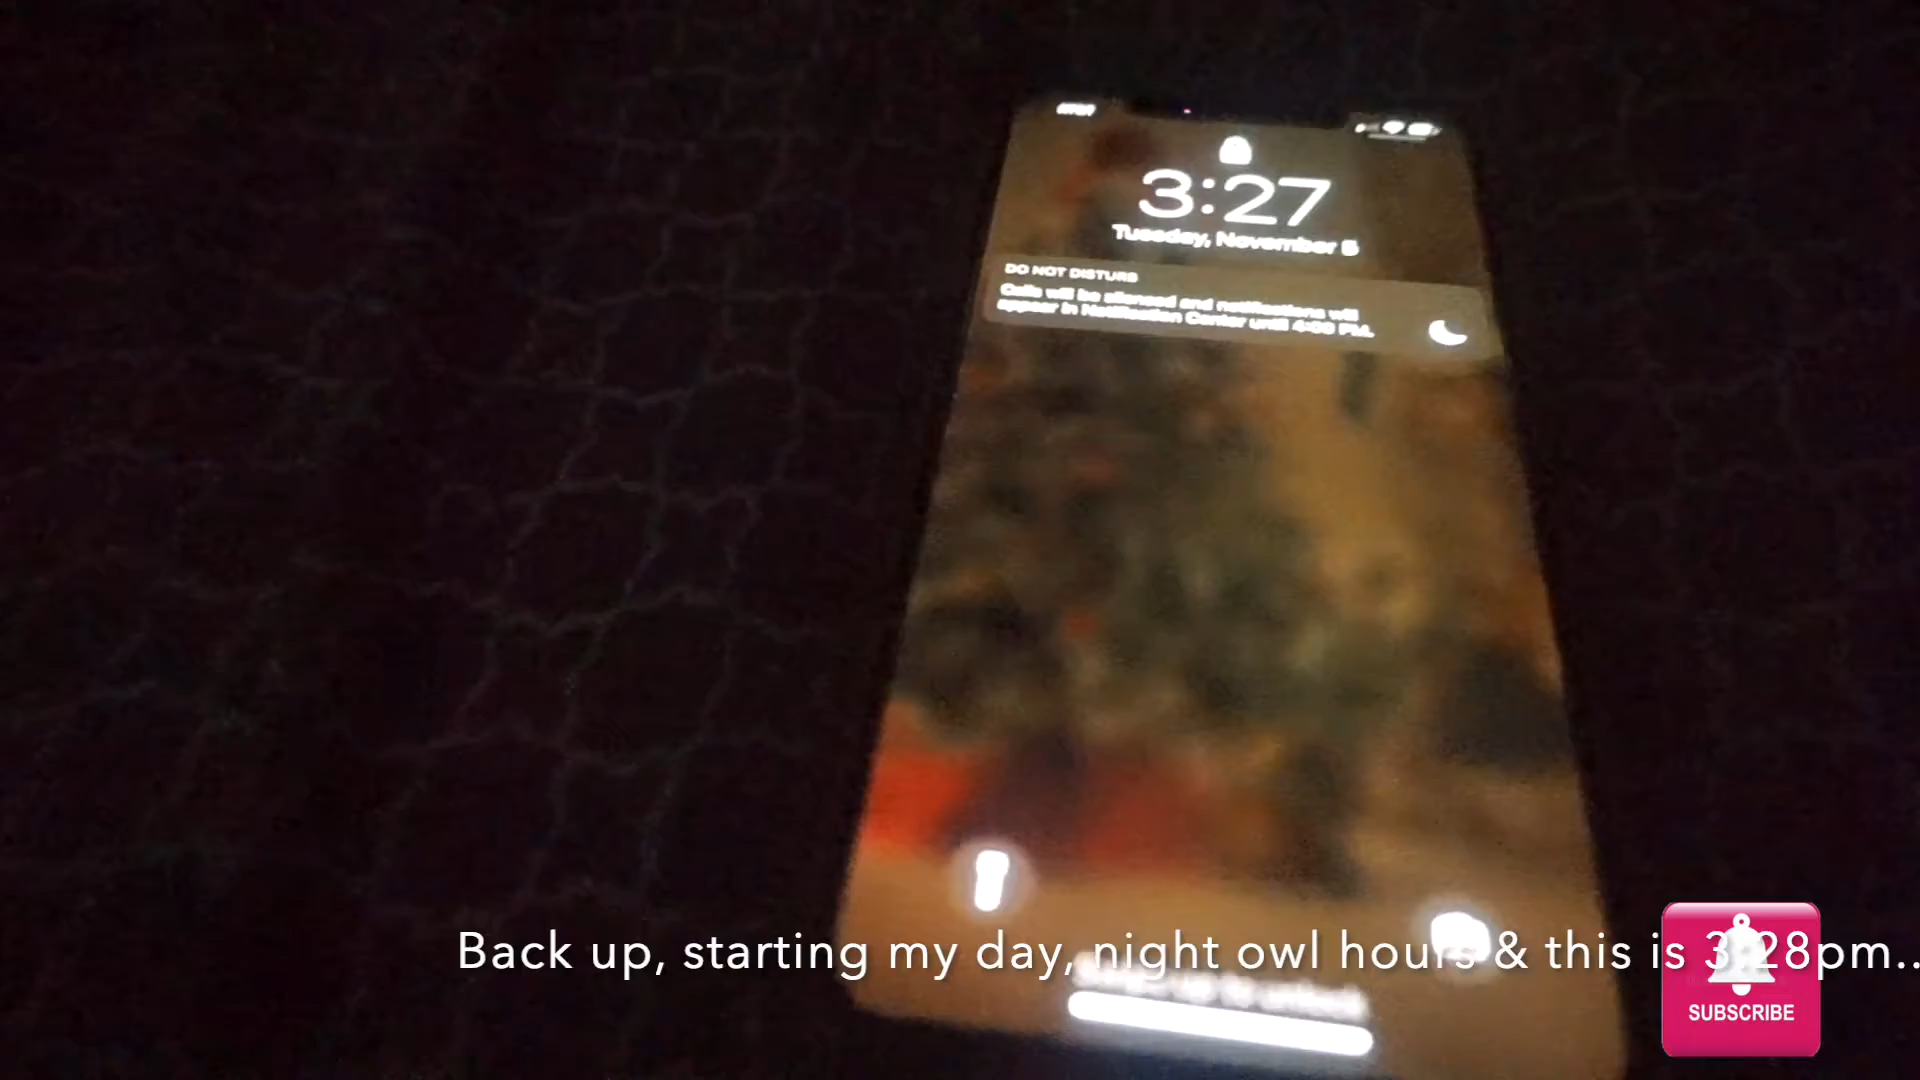 3:27
Tuesday, November 5
DO NOT DISTURB
Calls will be silenced and notifications will
appear in Notification Center until 4:00 PM.
Back up, starting my day, night owl hours & this is 3:28pm..
SUBSCRIBE